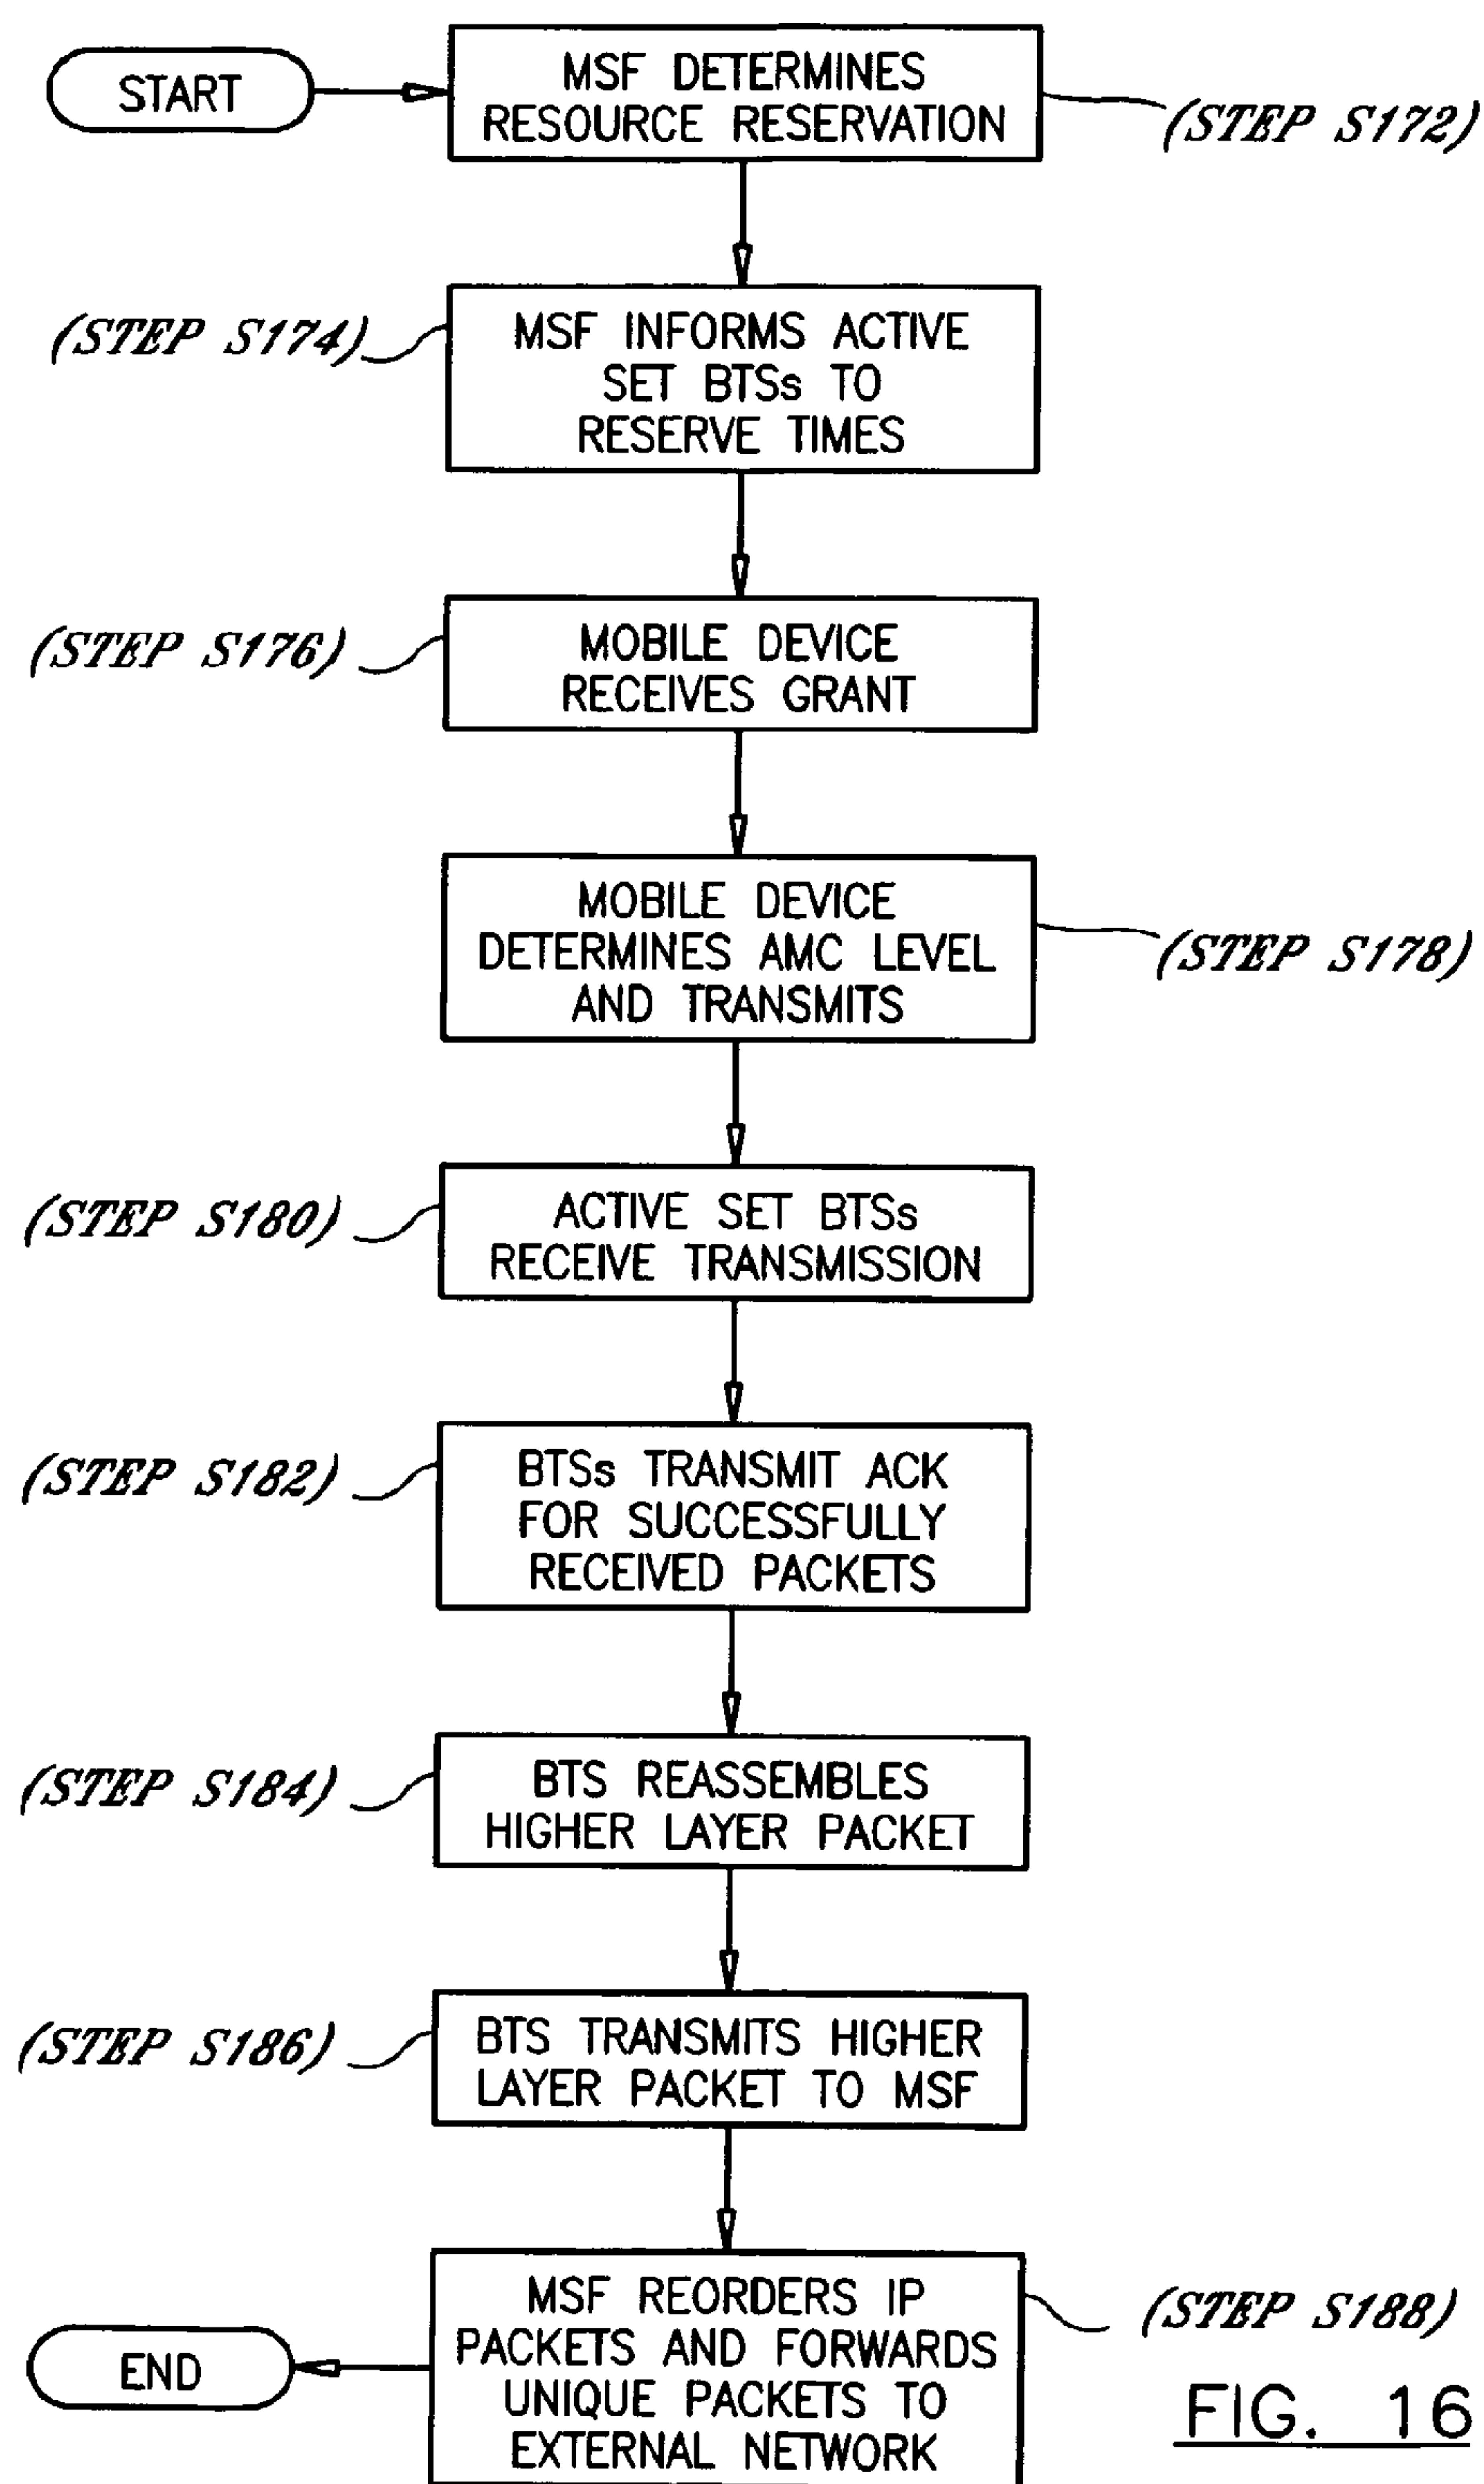 START
MSF DETERMINES
RESOURCE RESERVATION
(STEP S172)
(STEP S174)
MSF INFORMS ACTIVE
SET BTSs TO
RESERVE TIMES
(STEP S176)
MOBILE DEVICE
RECEIVES GRANT
MOBILE DEVICE
DETERMINES AMC LEVEL
AND TRANSMITS
(STEP S178)
(STEP S180)
ACTIVE SET BTSs
RECEIVE TRANSMISSION
(STEP S182)
BTSs TRANSMIT ACK
FOR SUCCESSFULLY
RECEIVED PACKETS
(STEP S184)
BTS REASSEMBLES
HIGHER LAYER PACKET
(STEP S186)
BTS TRANSMITS HIGHER
LAYER PACKET TO MSF
MSF REORDERS IP
PACKETS AND FORWARDS
UNIQUE PACKETS TO
EXTERNAL NETWORK
(STEP S188)
END
FIG. 16